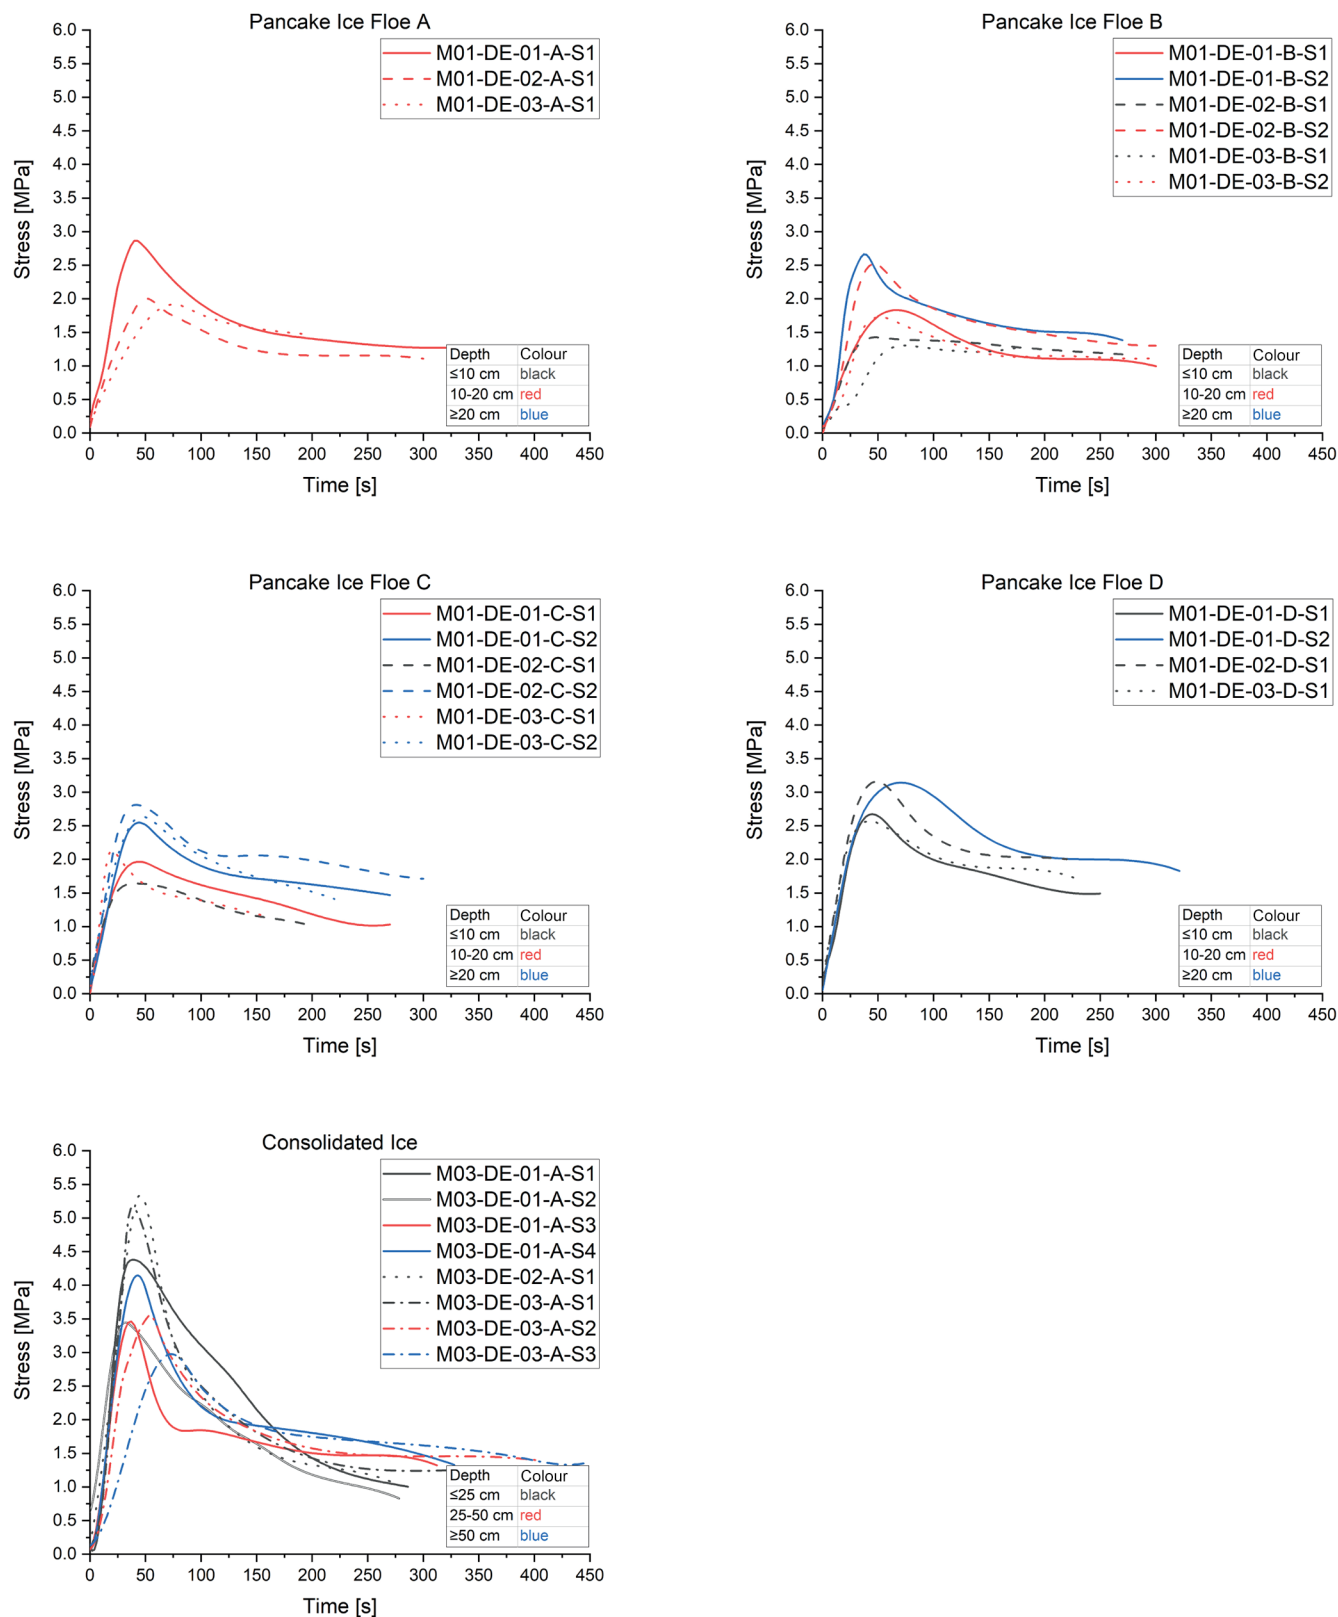 Pancake Ice Floe A
6.0
5.5
5.0
4.5
4.0
3.5
3.0
2.5
2.0
1.5
1.0
0.5
0.0
Stress [MPa]
M01-DE-01-A-S1
M01-DE-02-A-S1
M01-DE-03-A-S1
Depth Colour
≤10 cm black
10-20 cm red
≥20 cm blue
0 50 100 150 200 250 300 350 400 450
Time [s]
Pancake Ice Floe B
6.0
5.5
5.0
4.5
4.0
3.5
3.0
2.5
2.0
1.5
1.0
0.5
0.0
Stress [MPa]
M01-DE-01-B-S1
M01-DE-01-B-S2
M01-DE-02-B-S1
M01-DE-02-B-S2
M01-DE-03-B-S1
M01-DE-03-B-S2
Depth Colour
≤10 cm black
10-20 cm red
≥20 cm blue
0 50 100 150 200 250 300 350 400 450
Time [s]
Pancake Ice Floe C
6.0
5.5
5.0
4.5
4.0
3.5
3.0
2.5
2.0
1.5
1.0
0.5
0.0
Stress [MPa]
M01-DE-01-C-S1
M01-DE-01-C-S2
M01-DE-02-C-S1
M01-DE-02-C-S2
M01-DE-03-C-S1
M01-DE-03-C-S2
Depth Colour
≤10 cm black
10-20 cm red
≥20 cm blue
0 50 100 150 200 250 300 350 400 450
Time [s]
Pancake Ice Floe D
6.0
5.5
5.0
4.5
4.0
3.5
3.0
2.5
2.0
1.5
1.0
0.5
0.0
Stress [MPa]
M01-DE-01-D-S1
M01-DE-01-D-S2
M01-DE-02-D-S1
M01-DE-03-D-S1
Depth Colour
≤10 cm black
10-20 cm red
≥20 cm blue
0 50 100 150 200 250 300 350 400 450
Time [s]
Consolidated Ice
6.0
5.5
5.0
4.5
4.0
3.5
3.0
2.5
2.0
1.5
1.0
0.5
0.0
Stress [MPa]
M03-DE-01-A-S1
M03-DE-01-A-S2
M03-DE-01-A-S3
M03-DE-01-A-S4
M03-DE-02-A-S1
M03-DE-03-A-S1
M03-DE-03-A-S2
M03-DE-03-A-S3
Depth Colour
≤25 cm black
25-50 cm red
≥50 cm blue
0 50 100 150 200 250 300 350 400 450
Time [s]